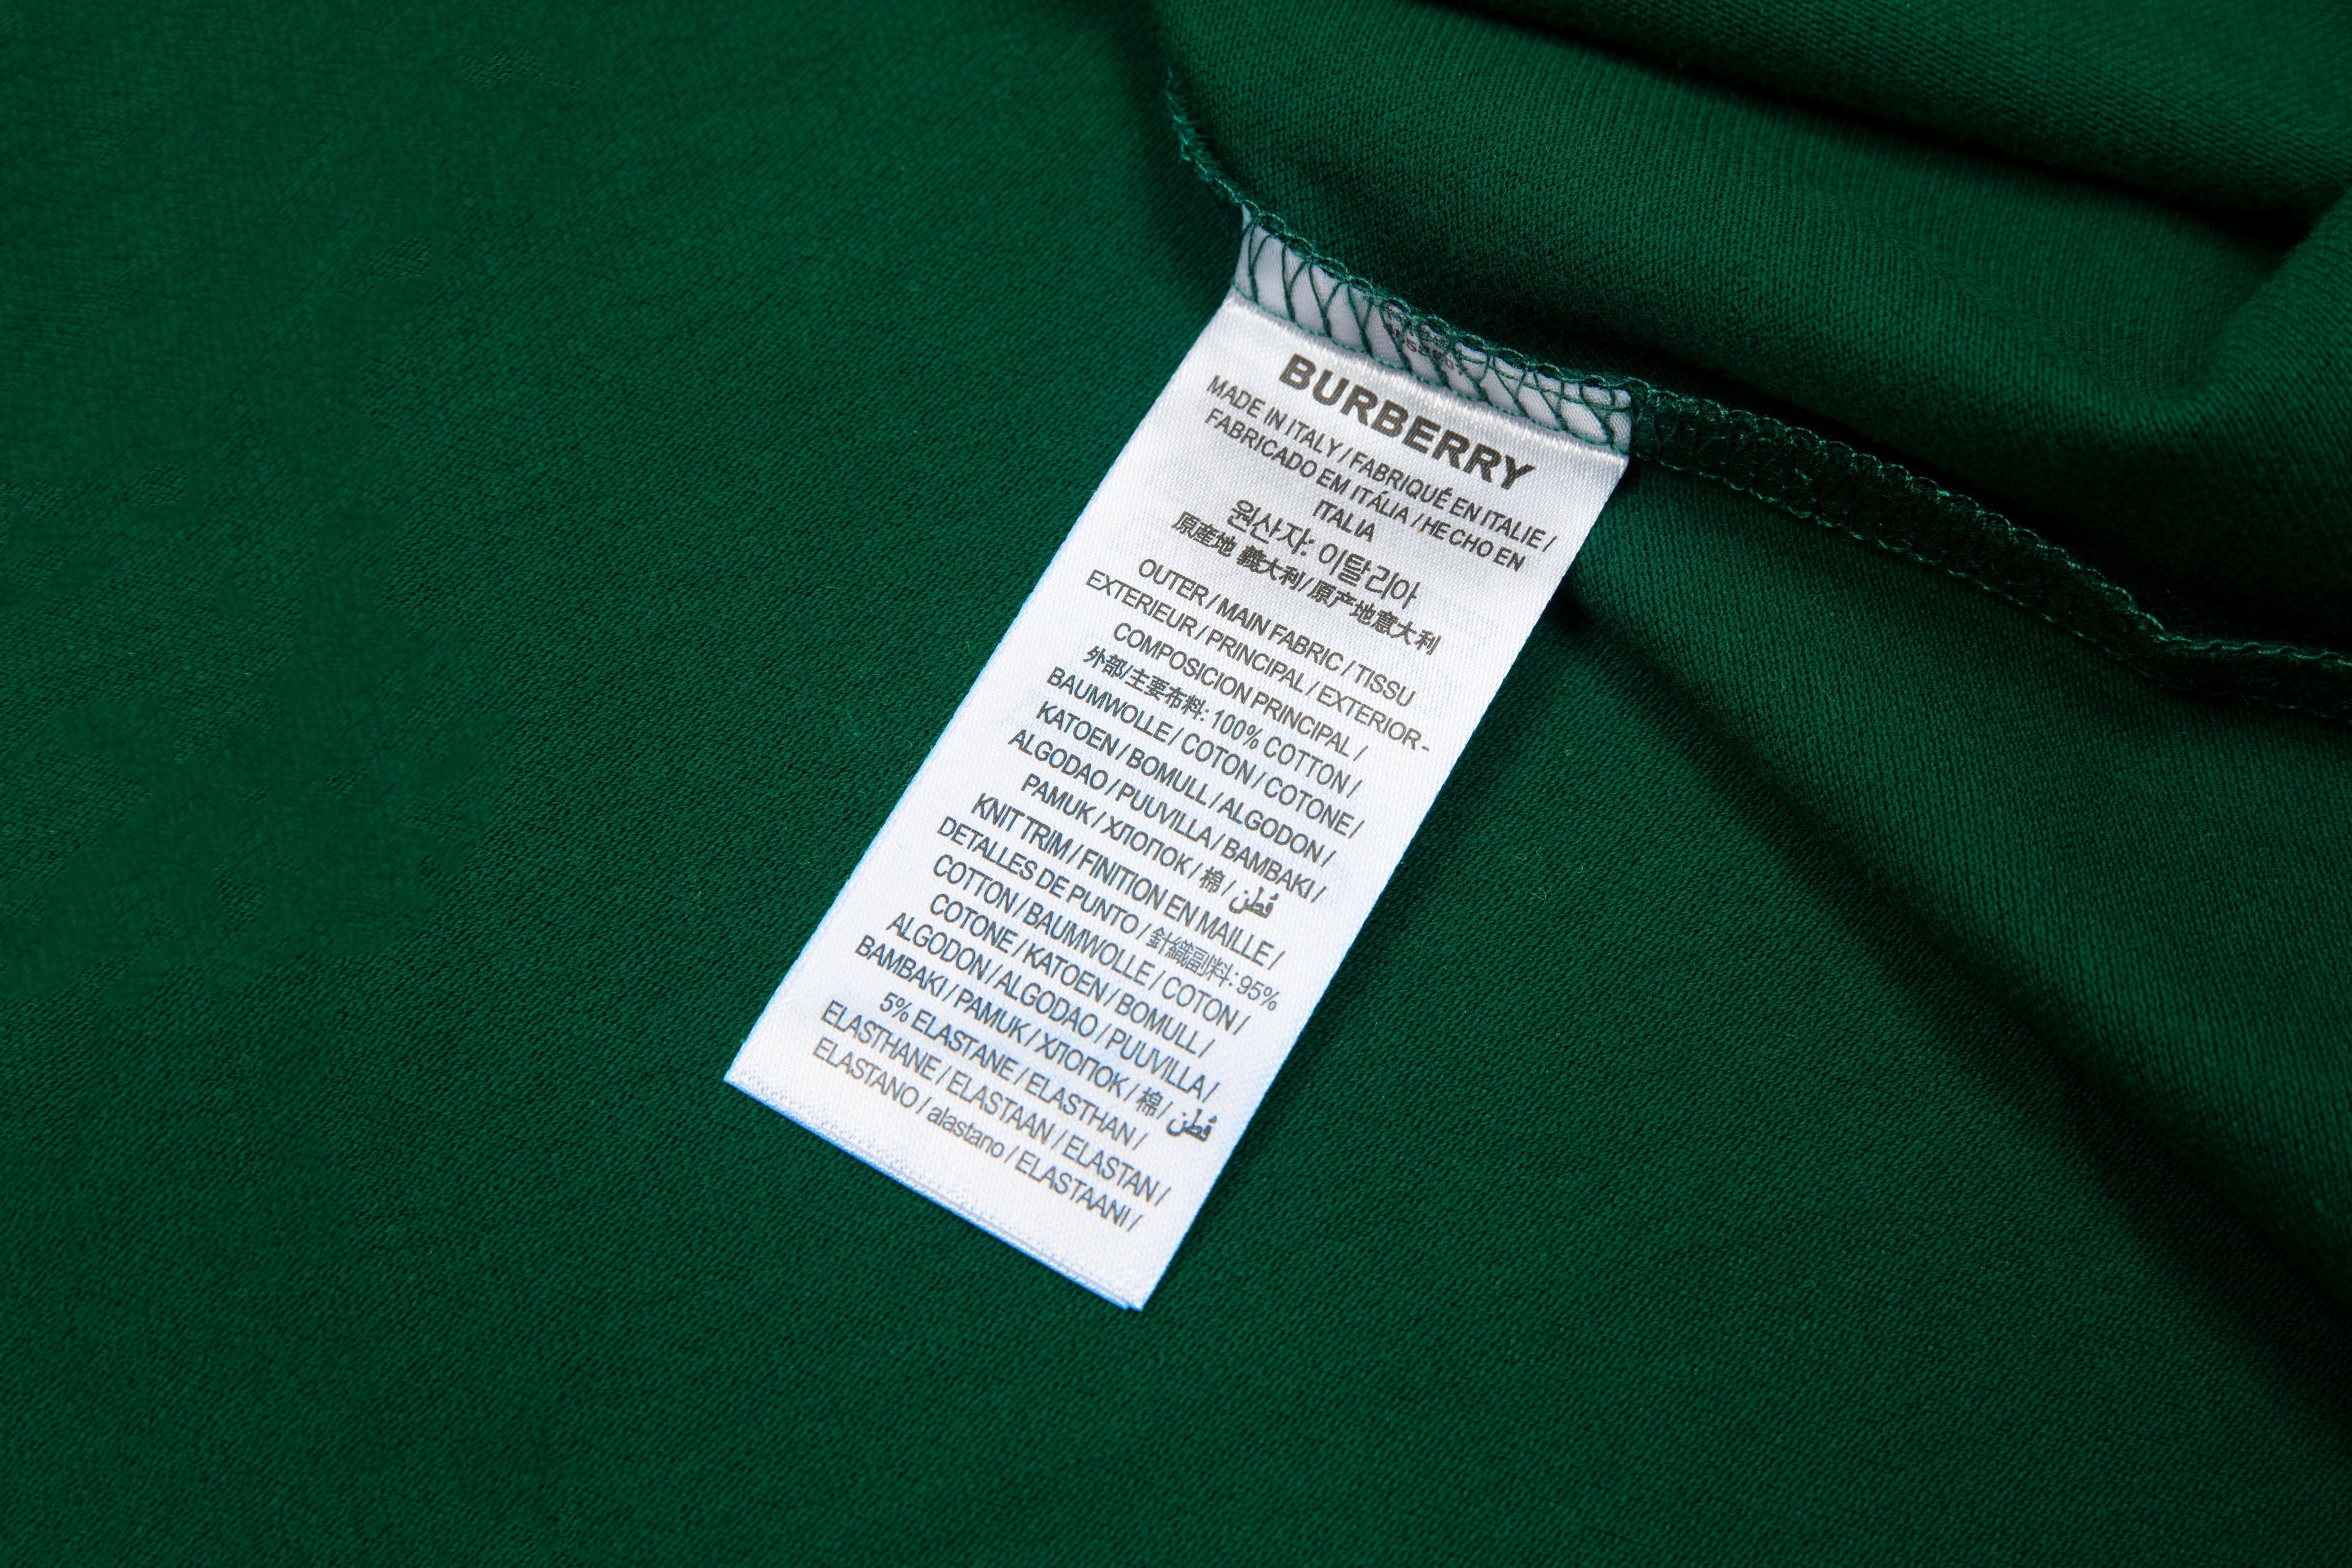 BURBERRY
MADE IN ITALY / FABRIQUÉ EN ITALIE /
FABRICADO EM ITÁLIA / HE CHO EN
ITALIA
원산자: 이탈리아
原産地 義大利 / 原产地意大利
OUTER / MAIN FABRIC / TISSU
EXTERIEUR / PRINCIPAL / EXTERIOR -
COMPOSICION PRINCIPAL /
外部/主要布料: 100% COTTON /
BAUMWOLLE / COTON / COTONE /
KATOEN / BOMULL / ALGODON /
ALGODAO / PUUVILLA / BAMBAKI /
PAMUK / ХЛОПОК / 棉 / قطن
KNIT TRIM / FINITION EN MAILLE /
DETALLES DE PUNTO / 針織副料: 95%
COTTON / BAUMWOLLE / COTON /
COTONE / KATOEN / BOMULL /
ALGODON / ALGODAO / PUUVILLA /
BAMBAKI / PAMUK / ХЛОПОК / 棉 / قطن
5% ELASTANE / ELASTHAN /
ELASTHANE / ELASTAAN / ELASTAN /
ELASTANO / alastano / ELASTAANI /